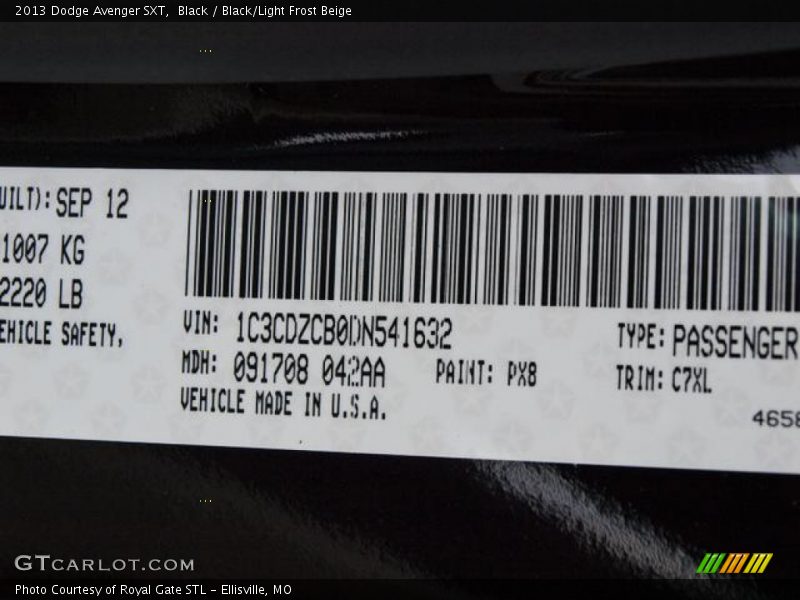 2013 Dodge Avenger SXT,  Black / Black/Light Frost Beige
UILT): SEP 12
1007 KG
2220 LB
EHICLE SAFETY,
VIN: 1C3CDZCB0DN541632
MDH: 091708 042AA
PAINT: PX8
VEHICLE MADE IN U.S.A.
TYPE: PASSENGER
TRIM: C7XL
4658
GTCARLOT.COM
Photo Courtesy of Royal Gate STL - Ellisville, MO